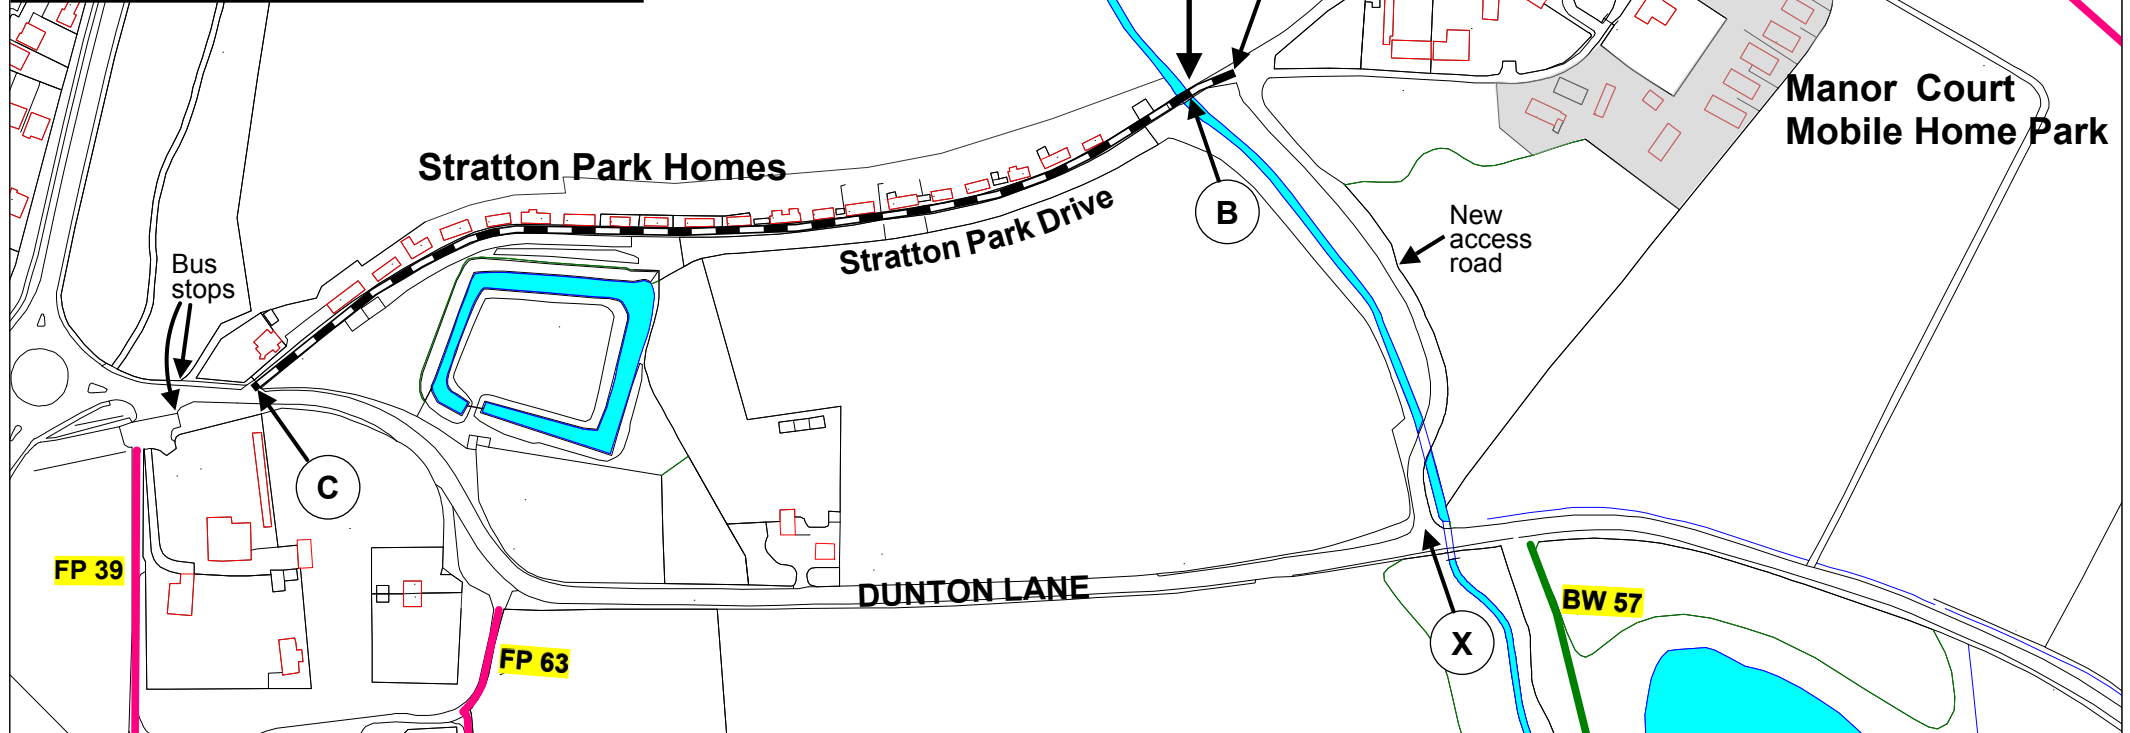 Manor Court
Mobile Home Park
Stratton Park Homes
B
New
access
road
Stratton Park Drive
Bus
stops
C
FP 39
DUNTON LANE
BW 57
X
FP 63